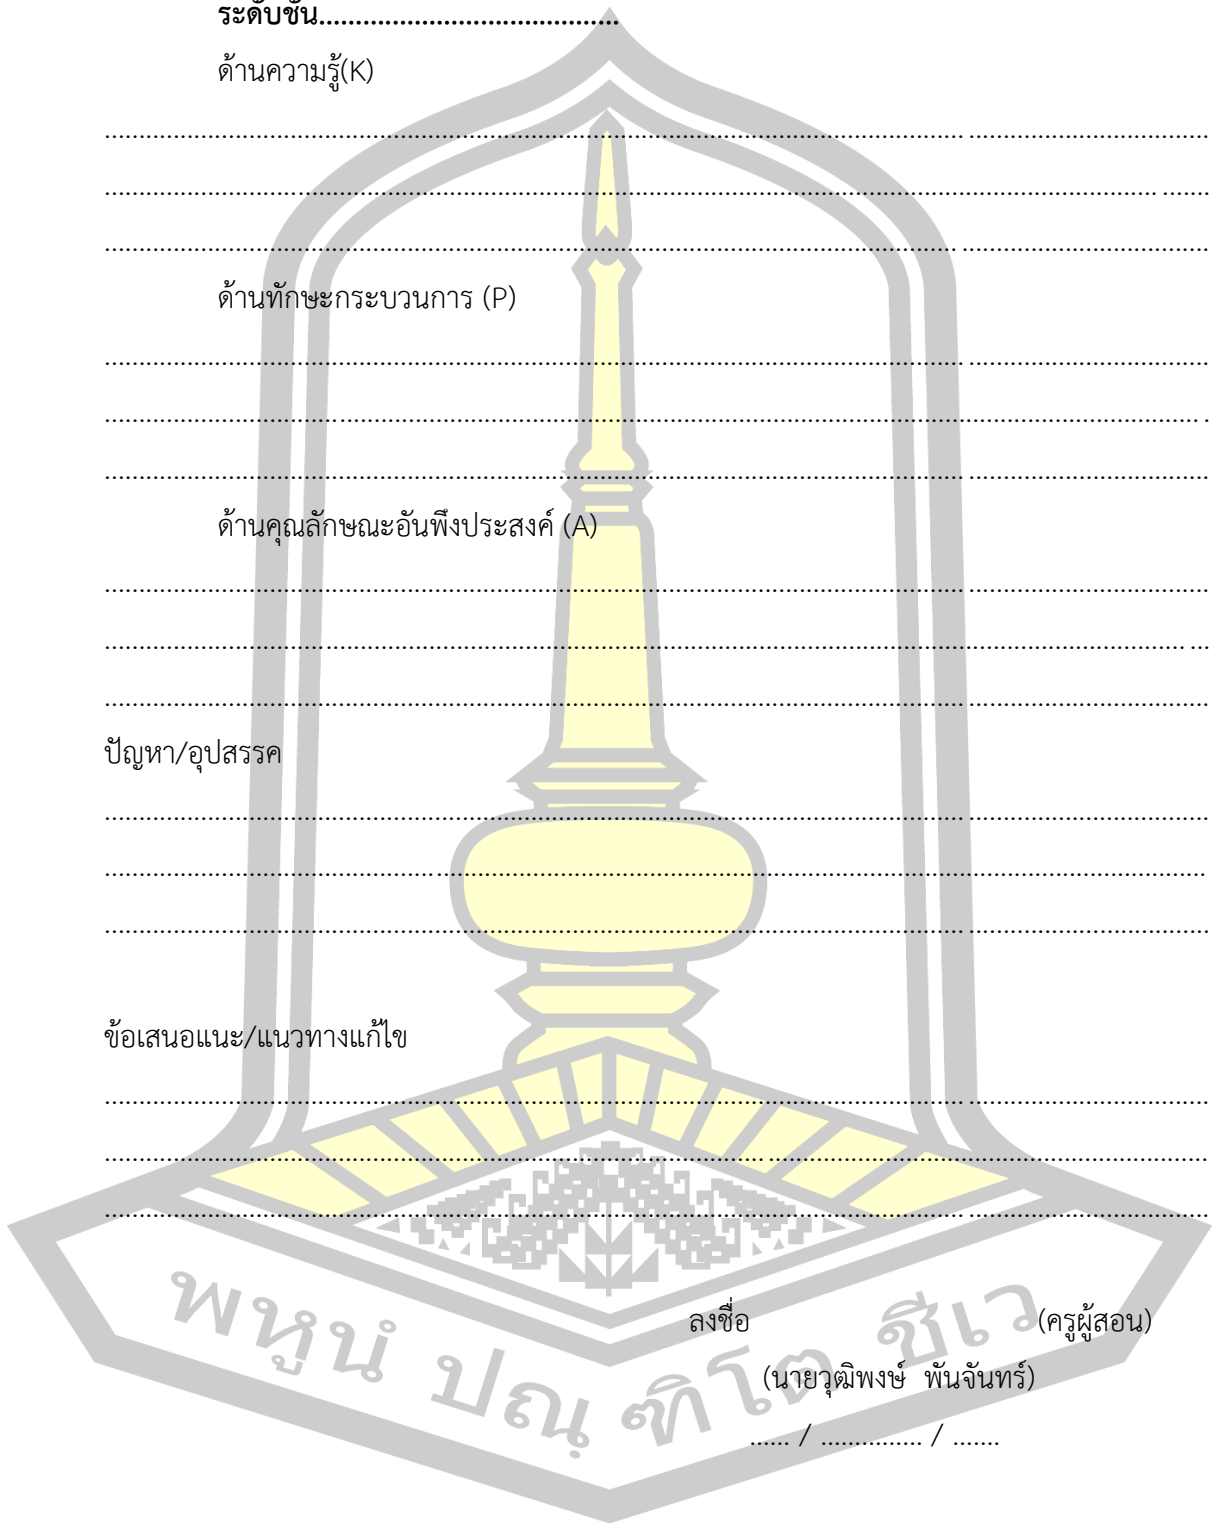 ระดับชั้น........................................
ด้านความรู้(K)
................................................................................................................................ ....................................
................................................................................................................................................................ .......
................................................................................................................................ ....................................
ด้านทักษะกระบวนการ (P)
................................................................................................................................ ....................................
................................................................................................................................................................ .
................................................................................................................................ ....................................
ด้านคุณลักษณะอันพึงประสงค์ (A)
................................................................................................................................ ....................................
................................................................................................................................................................ ...
................................................................................................................................ ....................................
ปัญหา/อุปสรรค
................................................................................................................................ ....................................
....................................................................................................................................................................
................................................................................................................................ ....................................
ข้อเสนอแนะ/แนวทางแก้ไข
................................................................................................................................ ....................................
.................................................................................................. .................................................................
....................................................................................................................................................................
ลงชื่อ (ครูผู้สอน)
(นายวุฒิพงษ์ พันจันทร์)
...... / ............... / .......
พหูนํ ปณฺฑิโต ชีเว